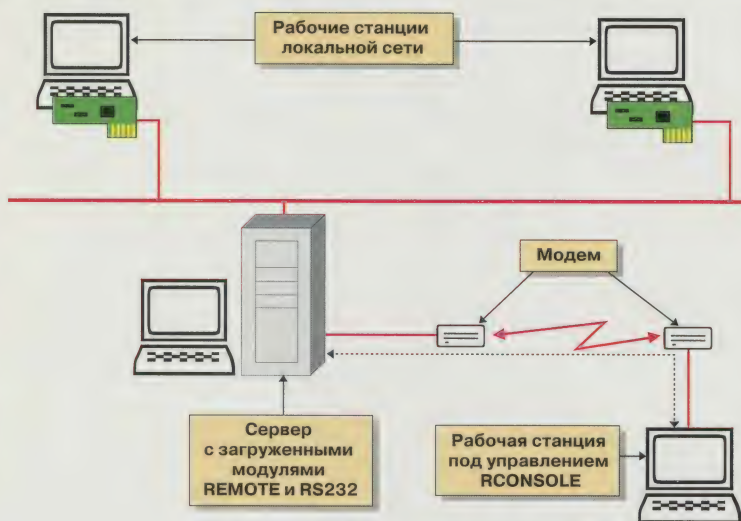 Рабочие станции
локальной сети
Модем
Сервер
с загруженными
модулями
REMOTE и RS232
Рабочая станция
под управлением
RCONSOLE